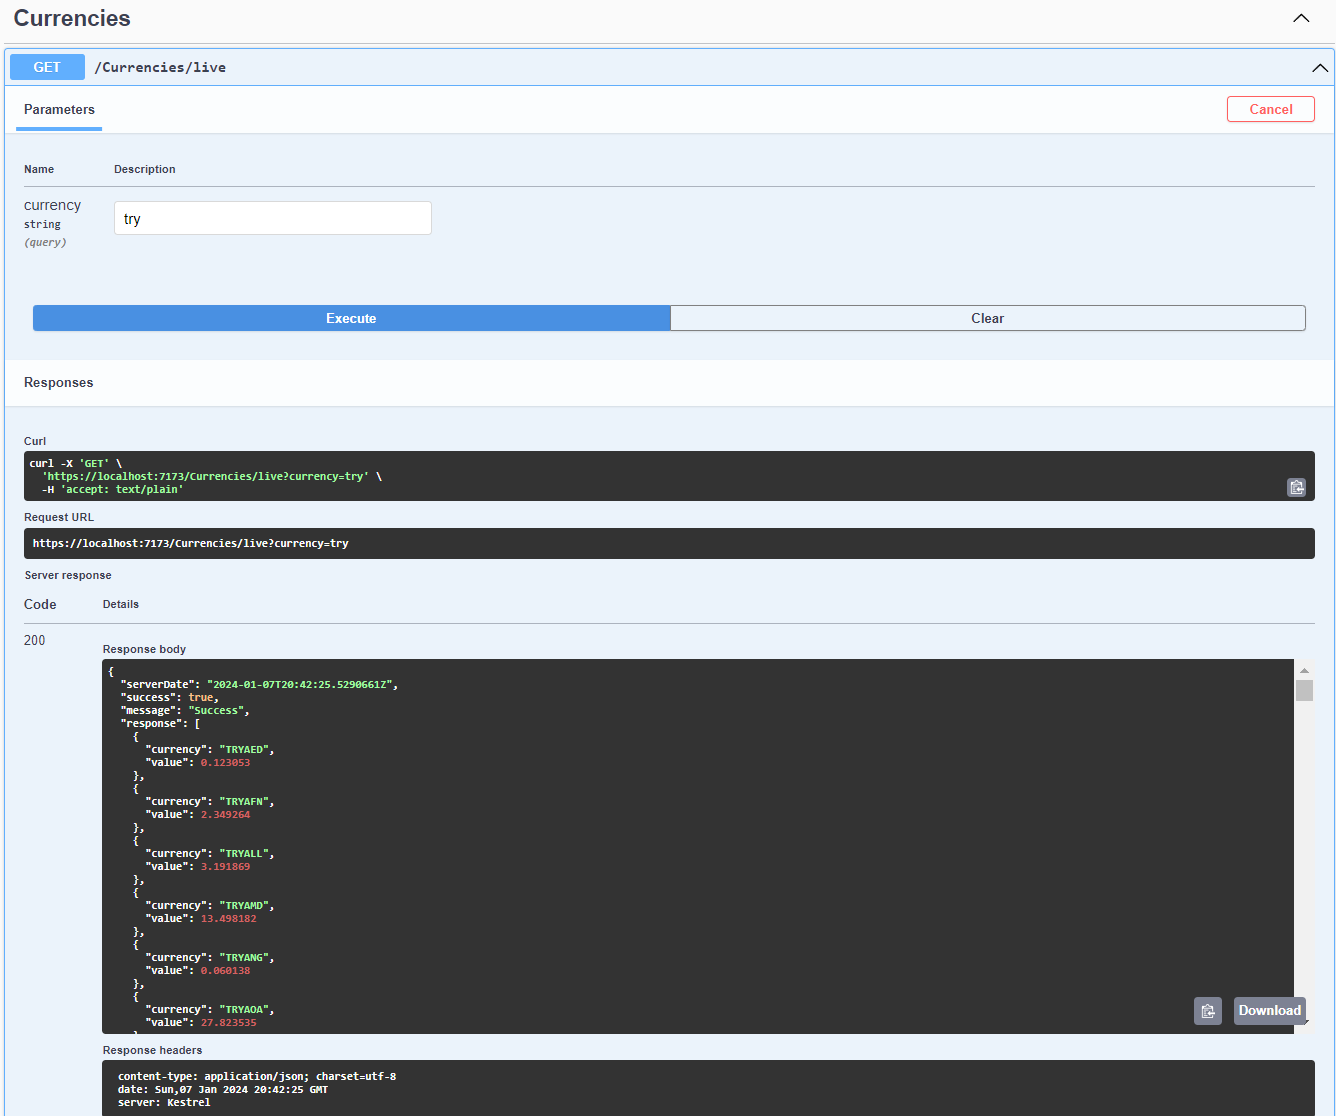 Currencies
GET /Currencies/live
Parameters
Cancel
Name Description
currency
string
(query)
try
Execute Clear
Responses
Curl
curl -X 'GET' \
  'https://localhost:7173/Currencies/live?currency=try' \
  -H 'accept: text/plain'
Request URL
https://localhost:7173/Currencies/live?currency=try
Server response
Code Details
200
Response body
{
  "serverDate": "2024-01-07T20:42:25.5290661Z",
  "success": true,
  "message": "Success",
  "response": [
    {
      "currency": "TRYAED",
      "value": 0.123053
    },
    {
      "currency": "TRYAFN",
      "value": 2.349264
    },
    {
      "currency": "TRYALL",
      "value": 3.191869
    },
    {
      "currency": "TRYAMD",
      "value": 13.498182
    },
    {
      "currency": "TRYANG",
      "value": 0.060138
    },
    {
      "currency": "TRYAOA",
      "value": 27.823535
Download
Response headers
content-type: application/json; charset=utf-8
date: Sun,07 Jan 2024 20:42:25 GMT
server: Kestrel